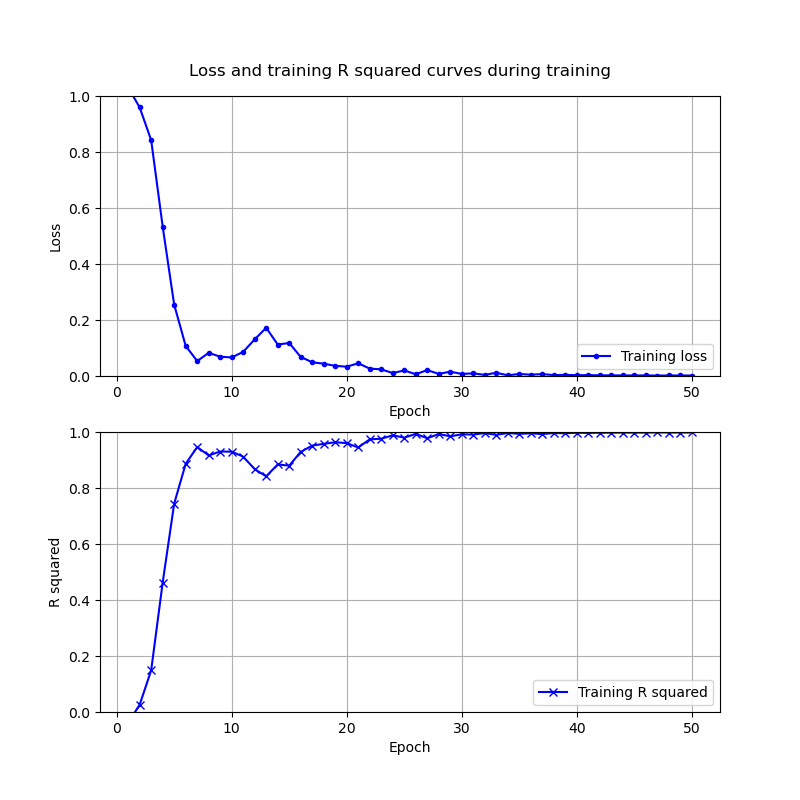 Loss and training R squared curves during training
1.0
0.8
0.6
0.4
0.2
0.0
Loss
Training loss
0 10 20 30 40 50
Epoch
1.0
0.8
0.6
0.4
0.2
0.0
R squared
Training R squared
0 10 20 30 40 50
Epoch